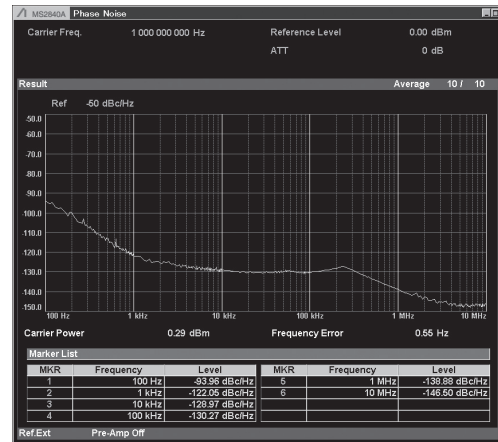 MS2840A Phase Noise
Carrier Freq. 1 000 000 000 Hz Reference Level 0.00 dBm
ATT 0 dB
Result Average 10 / 10
Ref -50 dBc/Hz
-50.0
-60.0
-70.0
-80.0
-90.0
-100.0
-110.0
-120.0
-130.0
-140.0
-150.0
100 Hz 1 kHz 10 kHz 100 kHz 1 MHz 10 MHz
Carrier Power 0.29 dBm Frequency Error 0.55 Hz
Marker List
MKR Frequency Level MKR Frequency Level
1 100 Hz -93.96 dBc/Hz 5 1 MHz -138.88 dBc/Hz
2 1 kHz -122.05 dBc/Hz 6 10 MHz -146.50 dBc/Hz
3 10 kHz -128.97 dBc/Hz
4 100 kHz -130.27 dBc/Hz
Ref.Ext Pre-Amp Off